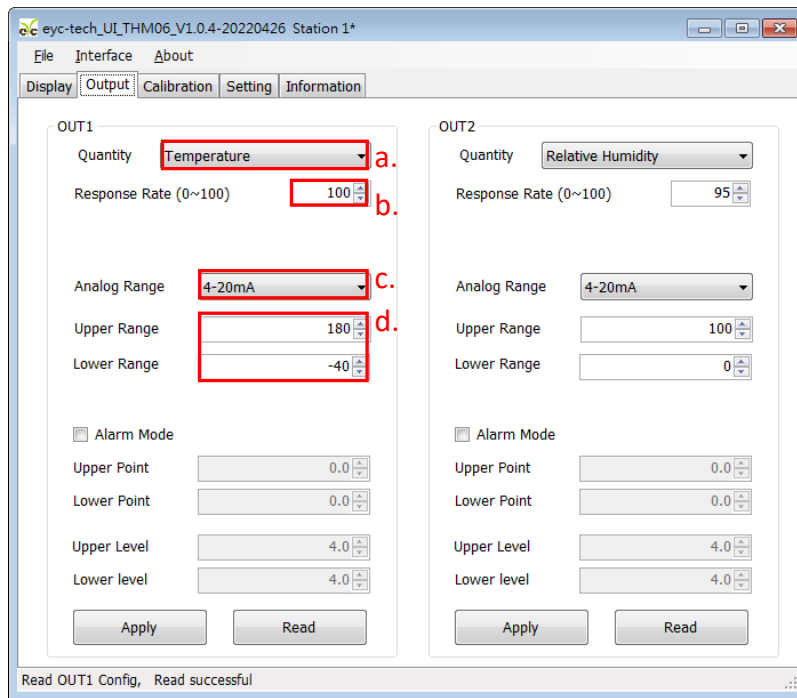 eyc-tech_UI_THM06_V1.0.4-20220426 Station 1*
File Interface About
Display Output Calibration Setting Information
OUT1
Quantity Temperature a.
Response Rate (0~100) 100 b.
Analog Range 4-20mA c.
Upper Range 180 d.
Lower Range -40
Alarm Mode
Upper Point 0.0
Lower Point 0.0
Upper Level 4.0
Lower level 4.0
Apply Read
OUT2
Quantity Relative Humidity
Response Rate (0~100) 95
Analog Range 4-20mA
Upper Range 100
Lower Range 0
Alarm Mode
Upper Point 0.0
Lower Point 0.0
Upper Level 4.0
Lower level 4.0
Apply Read
Read OUT1 Config, Read successful